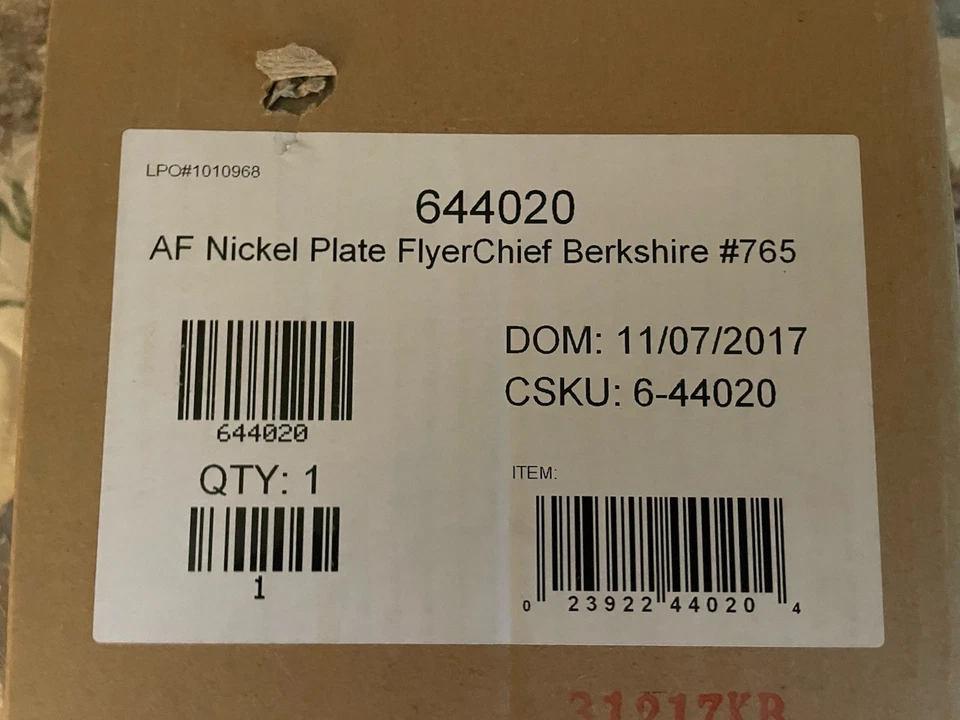 LPO#1010968
644020
AF Nickel Plate FlyerChief Berkshire #765
DOM: 11/07/2017
CSKU: 6-44020
644020
QTY: 1
1
ITEM:
0 23922 44020 4
31217KB